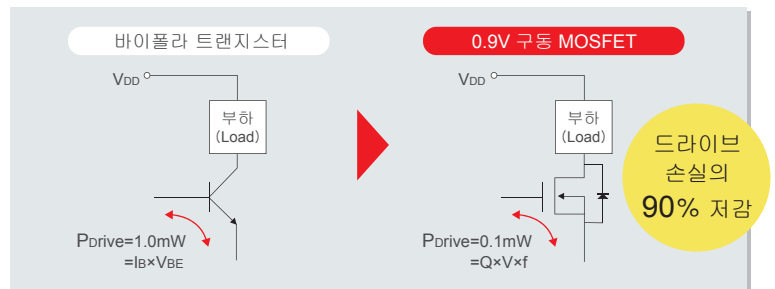 바이폴라 트랜지스터
VDD
부하
(Load)
PDrive=1.0mW
=IB×VBE
0.9V 구동 MOSFET
VDD
부하
(Load)
PDrive=0.1mW
=Q×V×f
드라이브
손실의
90% 저감